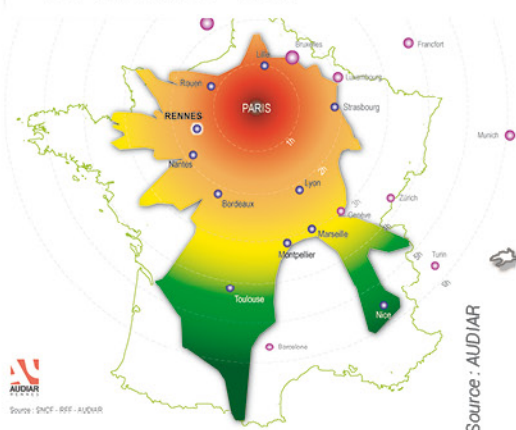 Bruxelles
Lille
Francfort
Luxembourg
Rouen
PARIS
Strasbourg
RENNES
Munich
Nantes
Lyon
Zürich
Bordeaux
Genève
Marseille
Montpellier
Turin
Toulouse
Nice
Barcelone
AUDIAR
RENNES
Source : SNCF - RFF - AUDIAR
Source : AUDIAR